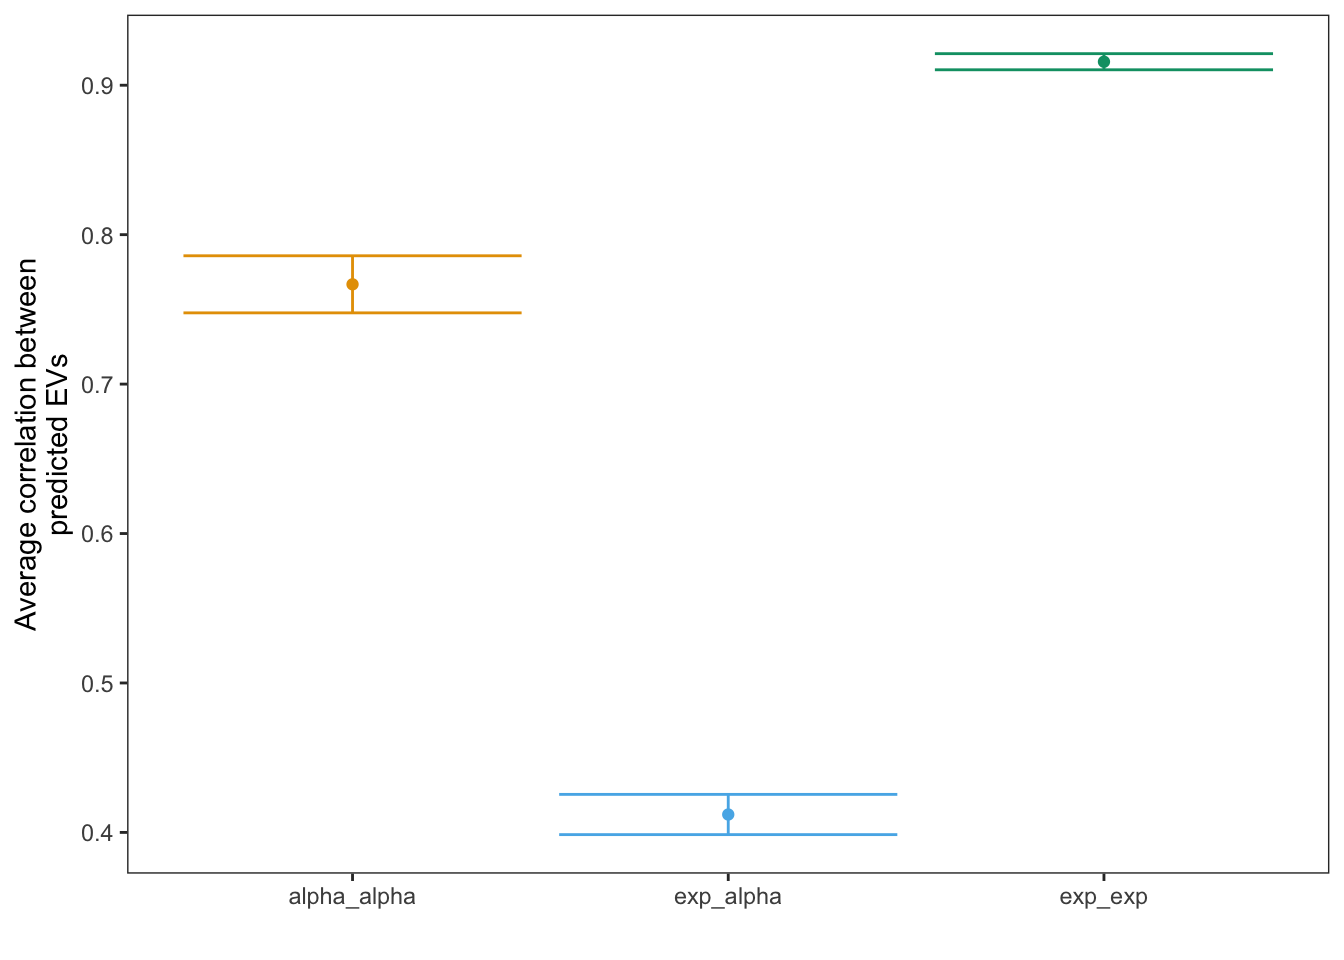 Average correlation between
predicted EVs
0.9
0.8
0.7
0.6
0.5
0.4
alpha_alpha
exp_alpha
exp_exp